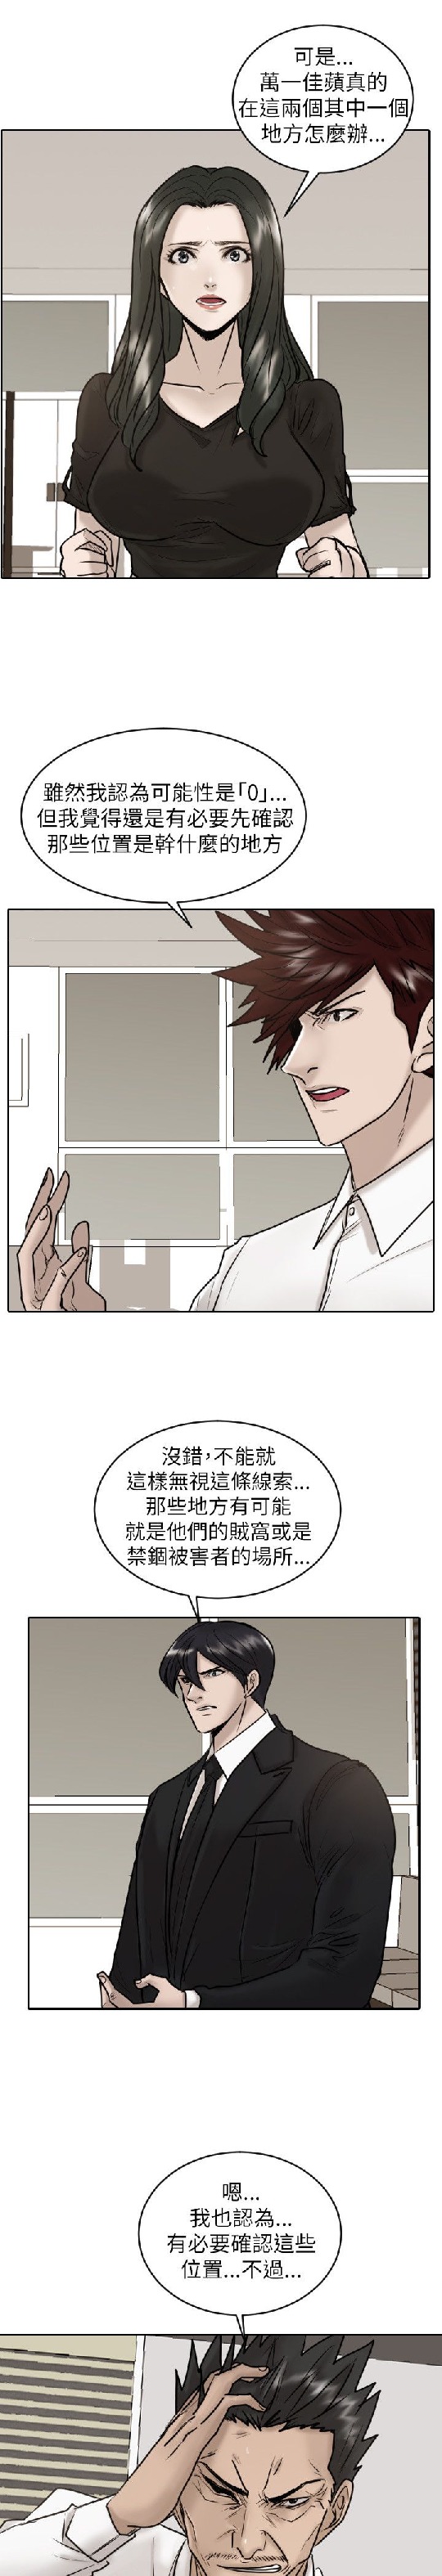 可是...
萬一佳蘋真的
在這兩個其中一個
地方怎麼辦...
雖然我認為可能性是「0」...
但我覺得還是有必要先確認
那些位置是幹什麼的地方
沒錯，不能就
這樣無視這條線索...
那些地方有可能
就是他們的賊窩或是
禁錮被害者的場所...
嗯...
我也認為...
有必要確認這些
位置...不過...